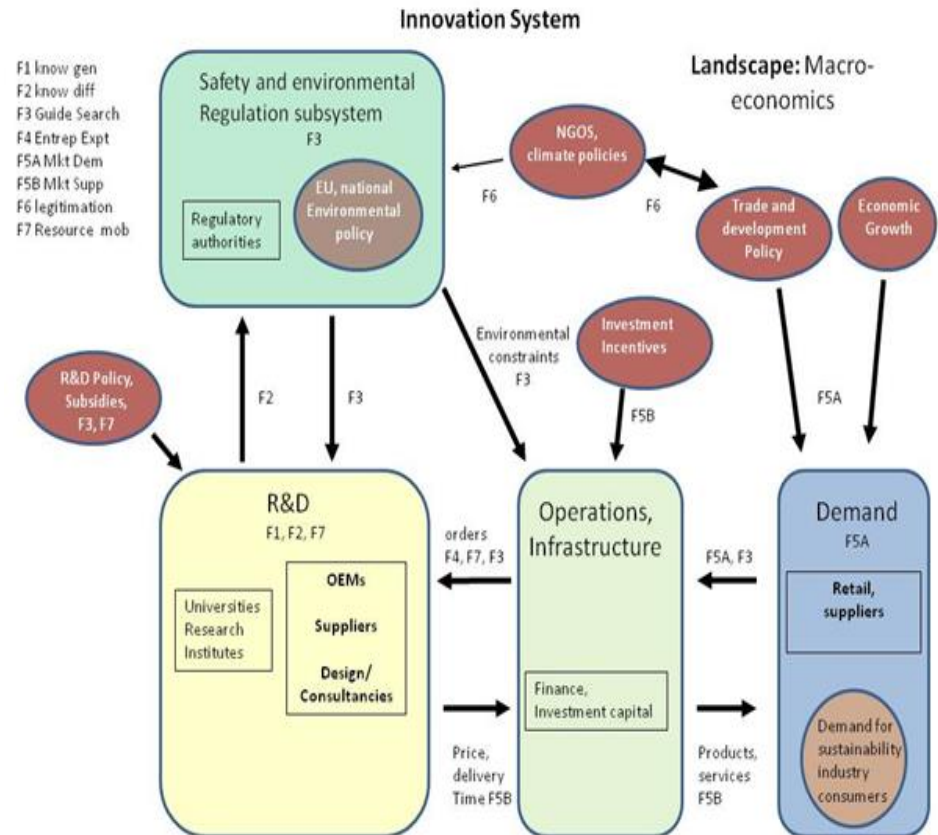 Innovation System
F1 know gen
F2 know diff
F3 Guide Search
F4 Entrep Expt
F5A Mkt Dem
F5B Mkt Supp
F6 legitimation
F7 Resource mob
Safety and environmental
Regulation subsystem
F3
Regulatory
authorities
EU, national
Environmental
policy
NGOS,
climate policies
F6
Landscape: Macro-
economics
F6
Trade and
development
Policy
Economic
Growth
R&D Policy,
Subsidies,
F3, F7
F2
F3
Environmental
constraints
F3
Investment
Incentives
F5B
F5A
R&D
F1, F2, F7
Universities
Research
Institutes
OEMs
Suppliers
Design/
Consultancies
orders
F4, F7, F3
Price,
delivery
Time F5B
Operations,
Infrastructure
Finance,
Investment capital
F5A, F3
Products,
services
F5B
Demand
F5A
Retail,
suppliers
Demand for
sustainability
industry
consumers